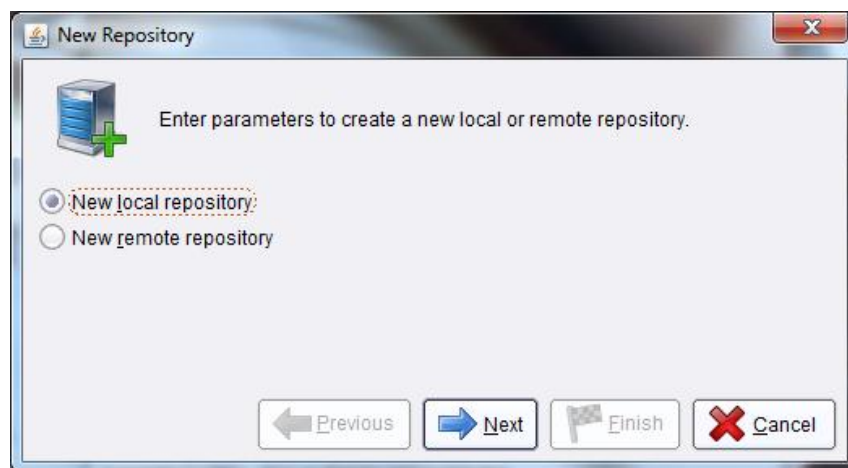 New Repository
Enter parameters to create a new local or remote repository.
New local repository
New remote repository
Previous
Next
Finish
Cancel